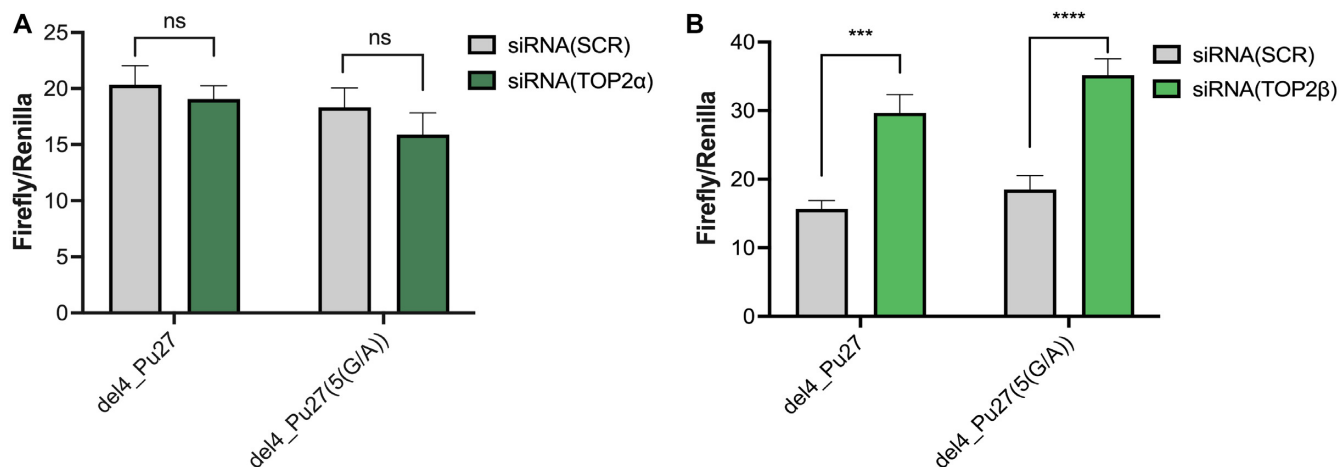 A
Firefly/Renilla
25
20
15
10
5
0
ns
ns
siRNA(SCR)
siRNA(TOP2α)
del4_Pu27
del4_Pu27(5(G/A))
B
Firefly/Renilla
40
30
20
10
0
***
****
siRNA(SCR)
siRNA(TOP2β)
del4_Pu27
del4_Pu27(5(G/A))